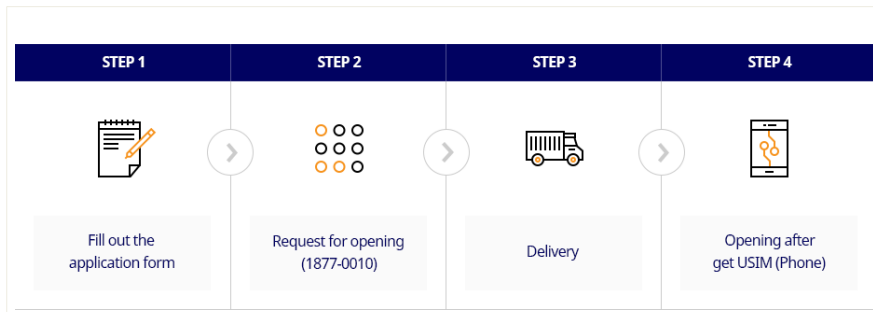 STEP 1
STEP 2
STEP 3
STEP 4
Fill out the
application form
Request for opening
(1877-0010)
Delivery
Opening after
get USIM (Phone)